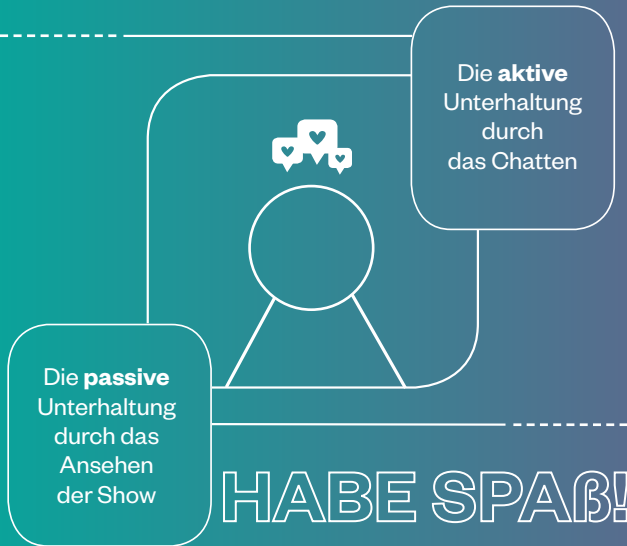 Die aktive
Unterhaltung
durch
das Chatten
Die passive
Unterhaltung
durch das
Ansehen
der Show
HABE SPAß!